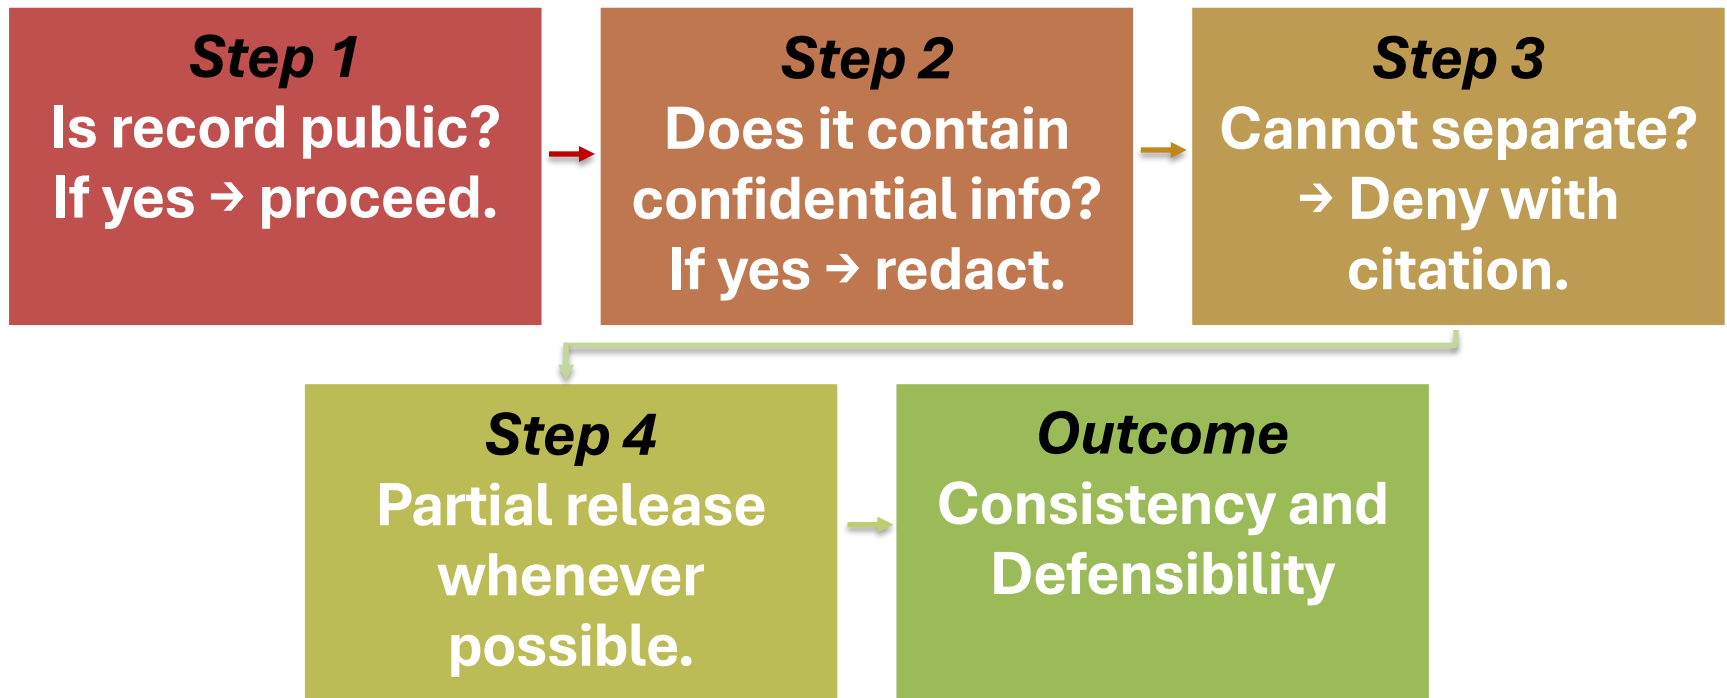 Step 1
Is record public?
If yes → proceed.
Step 2
Does it contain
confidential info?
If yes → redact.
Step 3
Cannot separate?
→ Deny with
citation.
Step 4
Partial release
whenever
possible.
Outcome
Consistency and
Defensibility